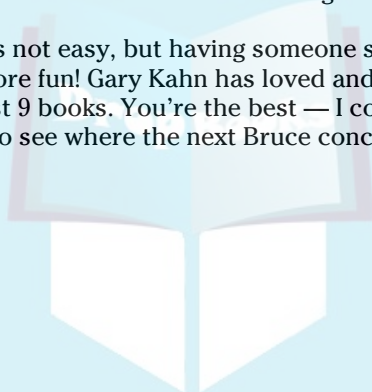 s not easy, but having someone s
ore fun! Gary Kahn has loved and
t 9 books. You’re the best — I co
o see where the next Bruce conc